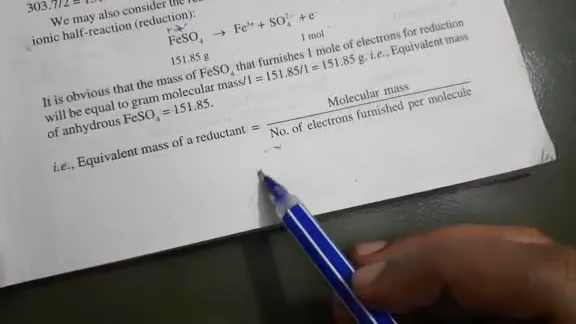 303.7/2 =
We may also consider the
ionic half-reaction (reduction):
FeSO₄ → Fe³⁺ + SO₄²⁻ + e⁻
151.85 g 1 mol
It is obvious that the mass of FeSO₄ that furnishes 1 mole of electrons for reduction
will be equal to gram molecular mass/1 = 151.85/1 = 151.85 g. i.e., Equivalent mass
of anhydrous FeSO₄ = 151.85.
i.e., Equivalent mass of a reductant = Molecular mass
No. of electrons furnished per molecule